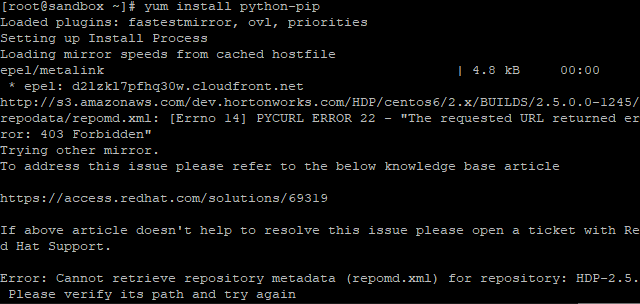 [root@sandbox ~]# yum install python-pip
Loaded plugins: fastestmirror, ovl, priorities
Setting up Install Process
Loading mirror speeds from cached hostfile
epel/metalink | 4.8 kB 00:00
* epel: d2lzkl7pfhq30w.cloudfront.net
http://s3.amazonaws.com/dev.hortonworks.com/HDP/centos6/2.x/BUILDS/2.5.0.0-1245/
repodata/repomd.xml: [Errno 14] PYCURL ERROR 22 - "The requested URL returned er
ror: 403 Forbidden"
Trying other mirror.
To address this issue please refer to the below knowledge base article
https://access.redhat.com/solutions/69319
If above article doesn't help to resolve this issue please open a ticket with Re
d Hat Support.
Error: Cannot retrieve repository metadata (repomd.xml) for repository: HDP-2.5.
Please verify its path and try again